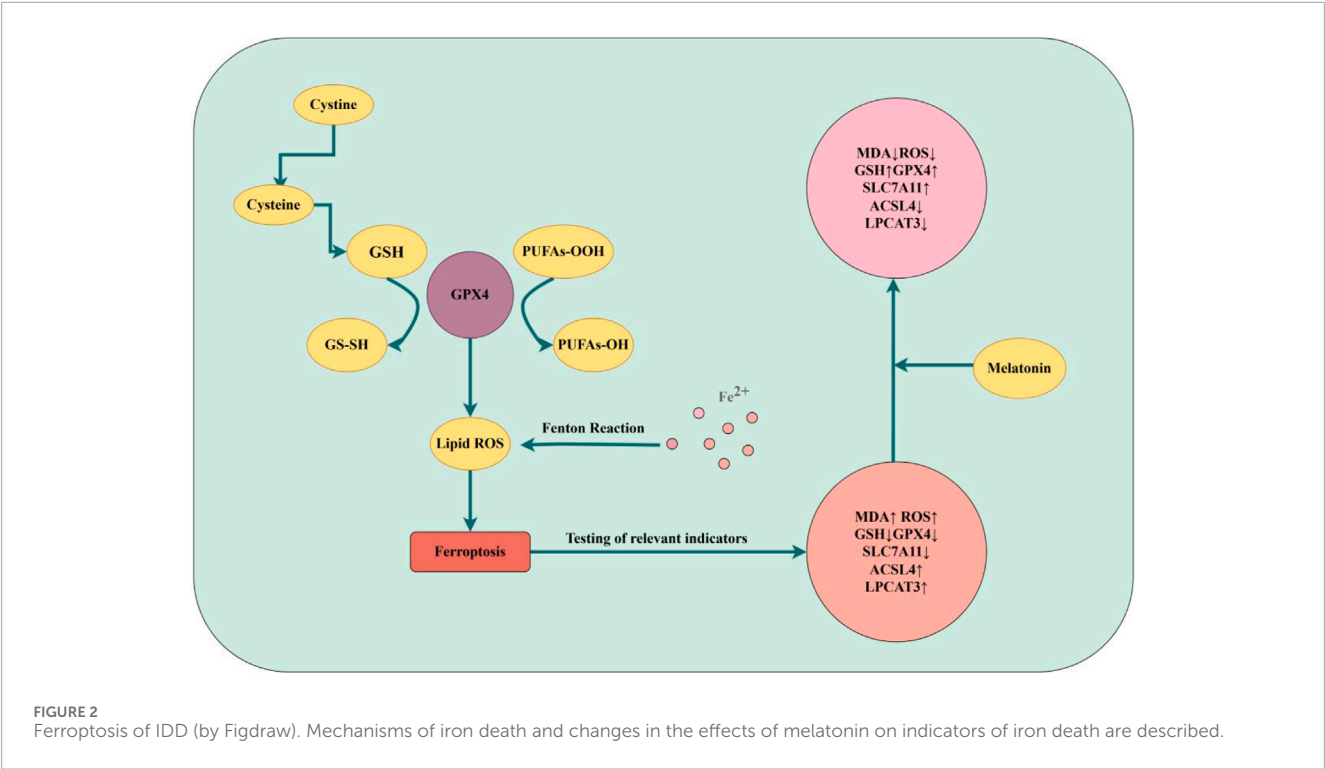 Cystine
Cysteine
GSH
GPX4
PUFAs-OOH
GS-SH
PUFAs-OH
Lipid ROS
Fenton Reaction
Fe2+
Ferroptosis
Testing of relevant indicators
MDA↓ROS↓
GSH↑GPX4↑
SLC7A11↑
ACSL4↓
LPCAT3↓
Melatonin
MDA↑ ROS↑
GSH↓GPX4↓
SLC7A11↓
ACSL4↑
LPCAT3↑
FIGURE 2
Ferroptosis of IDD (by Figdraw). Mechanisms of iron death and changes in the effects of melatonin on indicators of iron death are described.